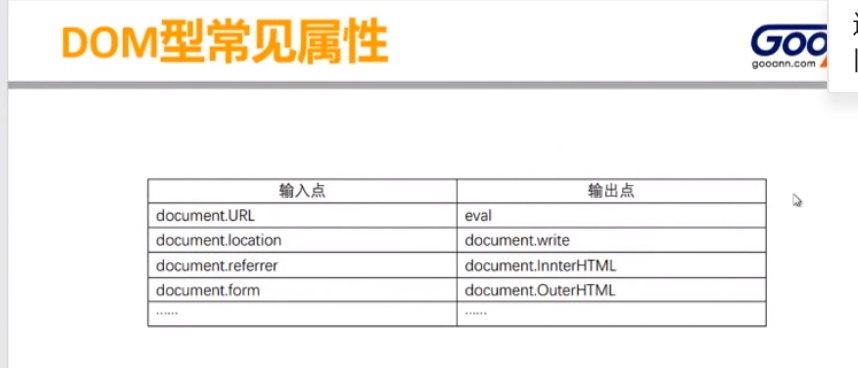 DOM型常见属性
GOO
gooann.com
输入点 输出点
document.URL eval
document.location document.write
document.referrer document.InnterHTML
document.form document.OuterHTML
…… ……